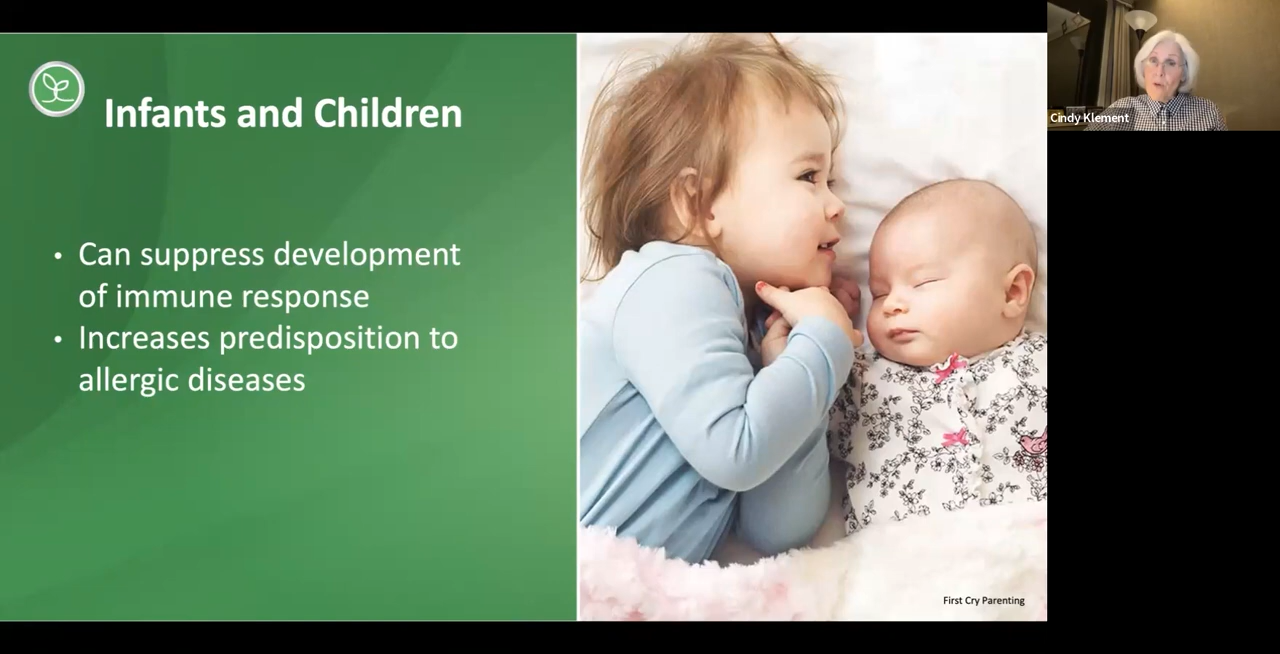 Infants and Children
• Can suppress development
of immune response
• Increases predisposition to
allergic diseases
First Cry Parenting
Cindy Klement